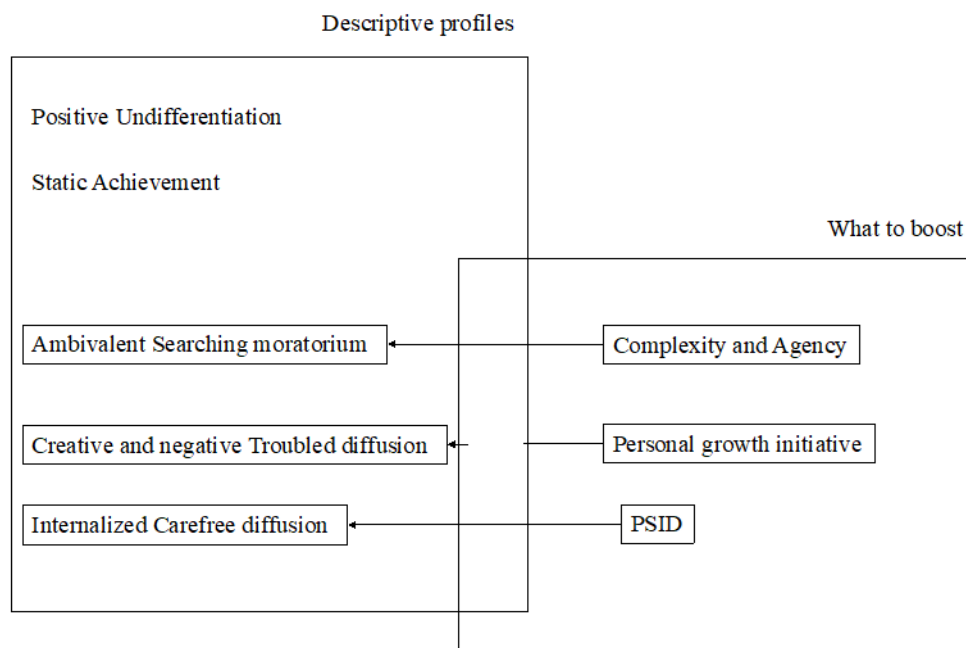 Descriptive profiles
Positive Undifferentiation
Static Achievement
What to boost
Ambivalent Searching moratorium
Complexity and Agency
Creative and negative Troubled diffusion
Personal growth initiative
Internalized Carefree diffusion
PSID